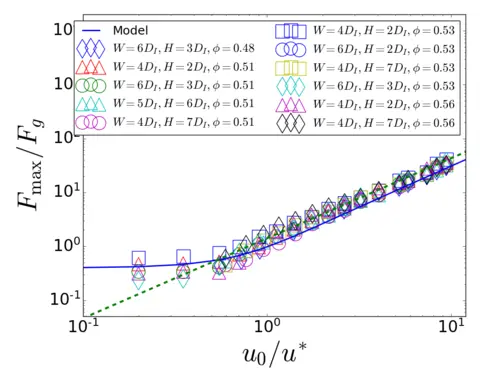 Model
W = 6D_I, H = 3D_I, ϕ = 0.48
W = 4D_I, H = 2D_I, ϕ = 0.51
W = 6D_I, H = 3D_I, ϕ = 0.51
W = 5D_I, H = 6D_I, ϕ = 0.51
W = 4D_I, H = 7D_I, ϕ = 0.51
W = 4D_I, H = 2D_I, ϕ = 0.53
W = 6D_I, H = 2D_I, ϕ = 0.53
W = 4D_I, H = 7D_I, ϕ = 0.53
W = 6D_I, H = 3D_I, ϕ = 0.53
W = 4D_I, H = 2D_I, ϕ = 0.56
W = 4D_I, H = 7D_I, ϕ = 0.56
F_max/F_g
10^1
10^0
10^-1
10^-1
10^0
10^1
u_0/u^*